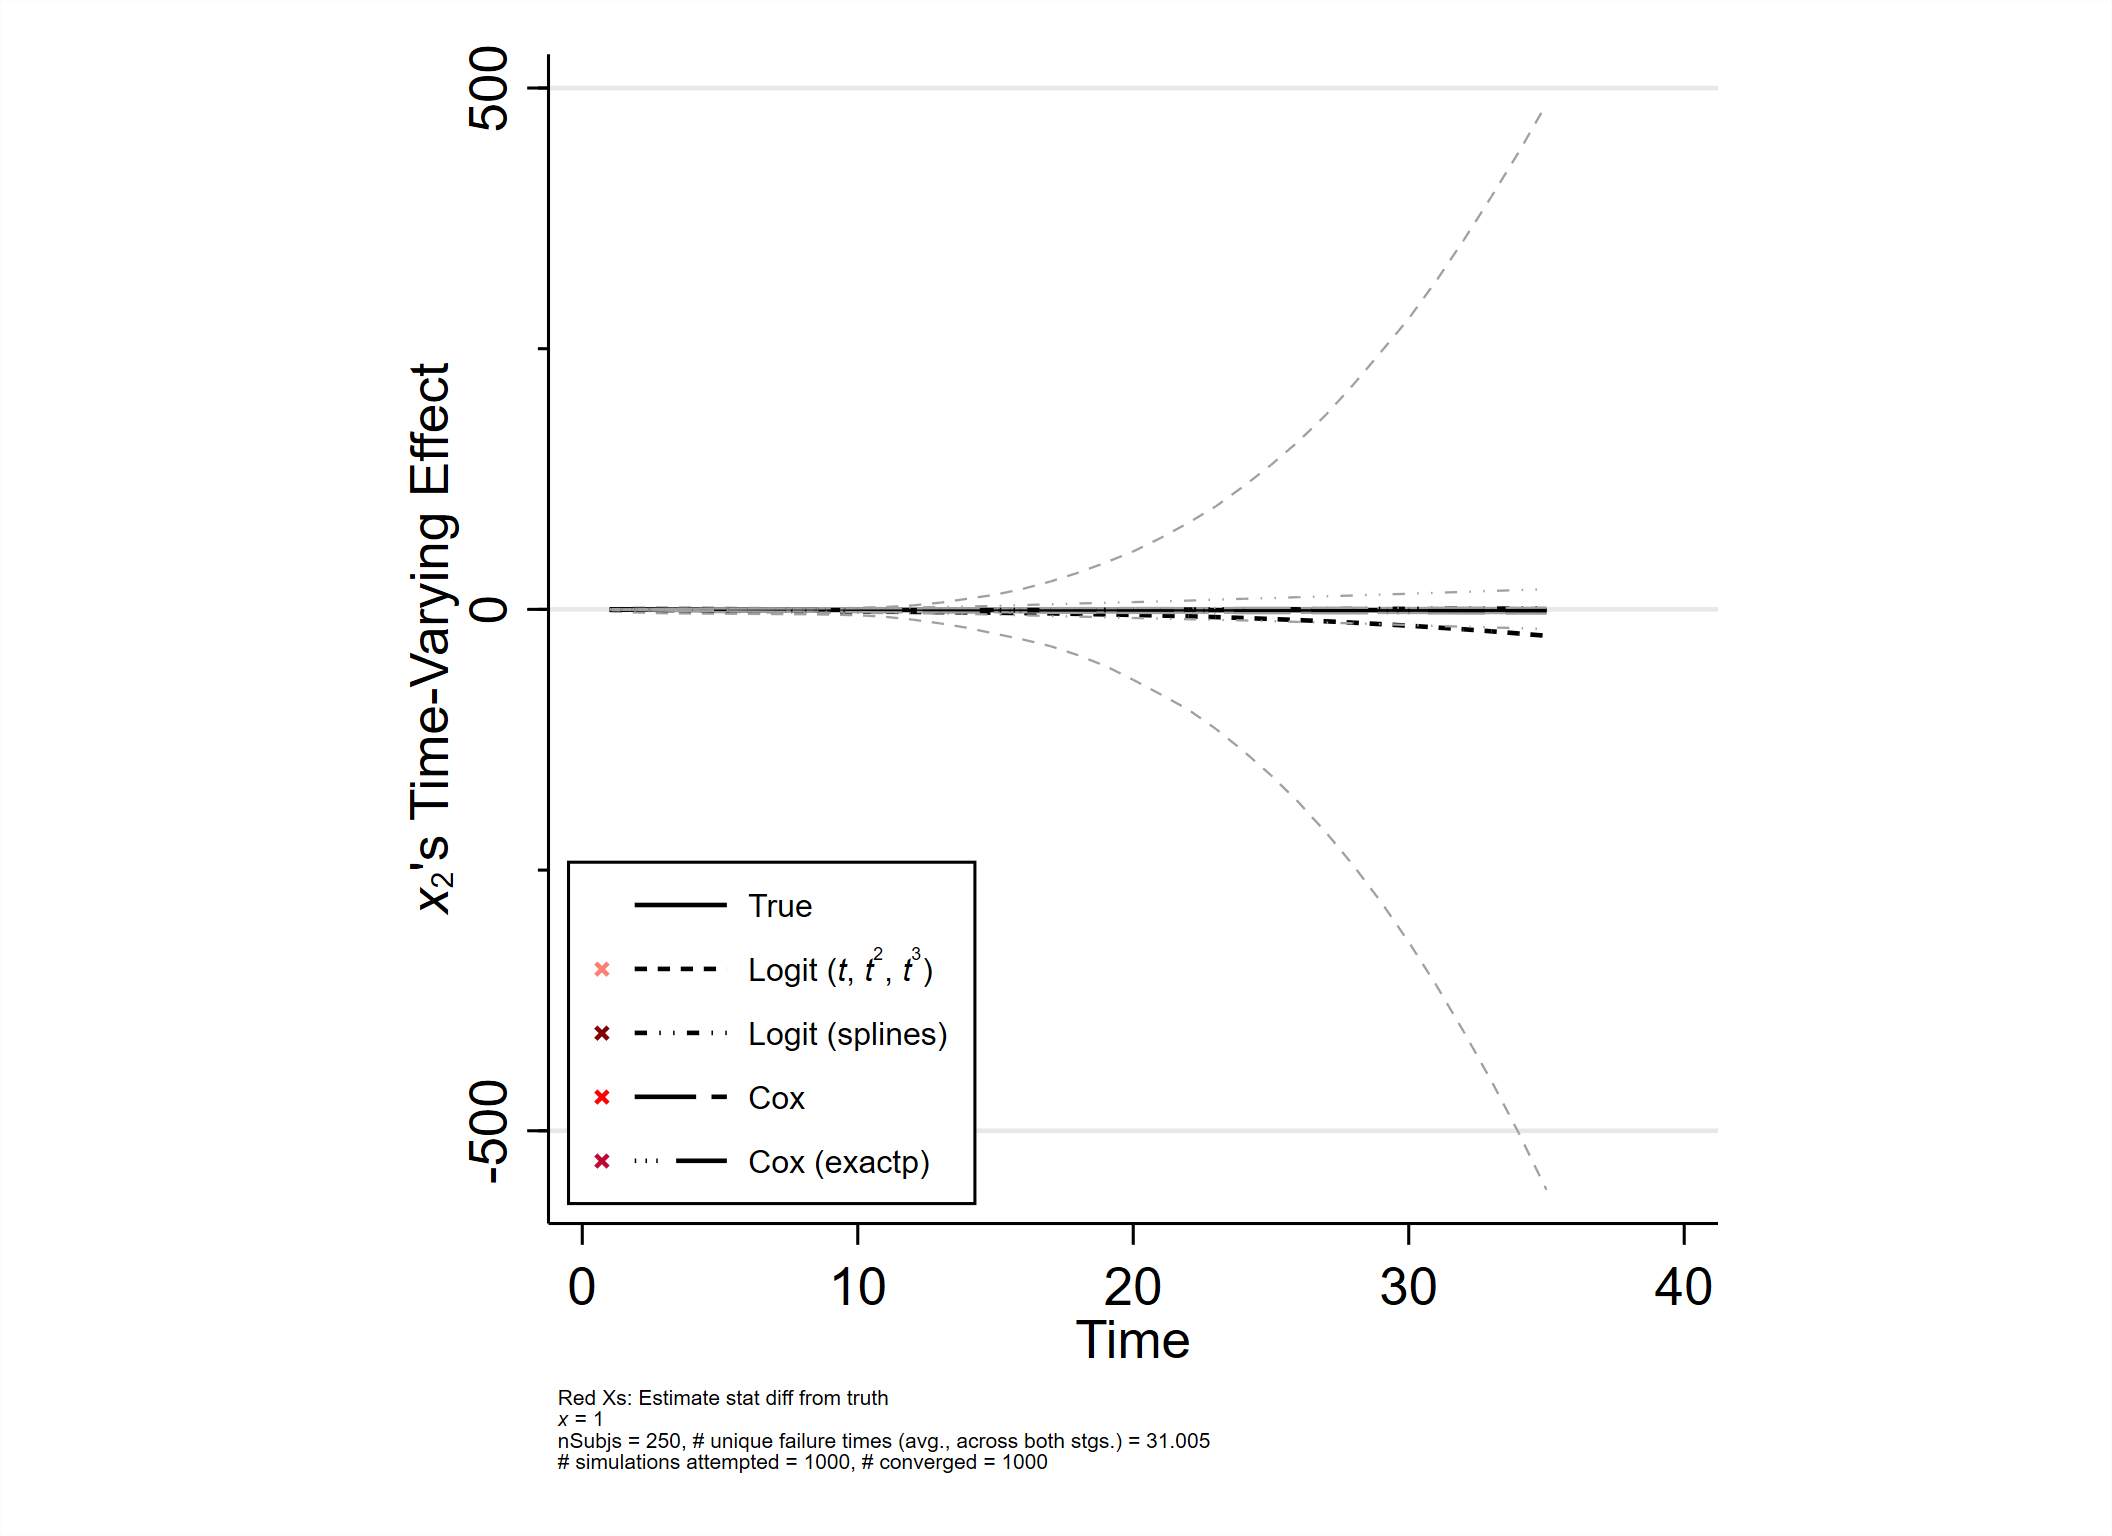 500
0
-500
x₂'s Time-Varying Effect
True
Logit (t, t², t³)
Logit (splines)
Cox
Cox (exactp)
0 10 20 30 40
Time
Red Xs: Estimate stat diff from truth
x = 1
nSubjs = 250, # unique failure times (avg., across both stgs.) = 31.005
# simulations attempted = 1000, # converged = 1000